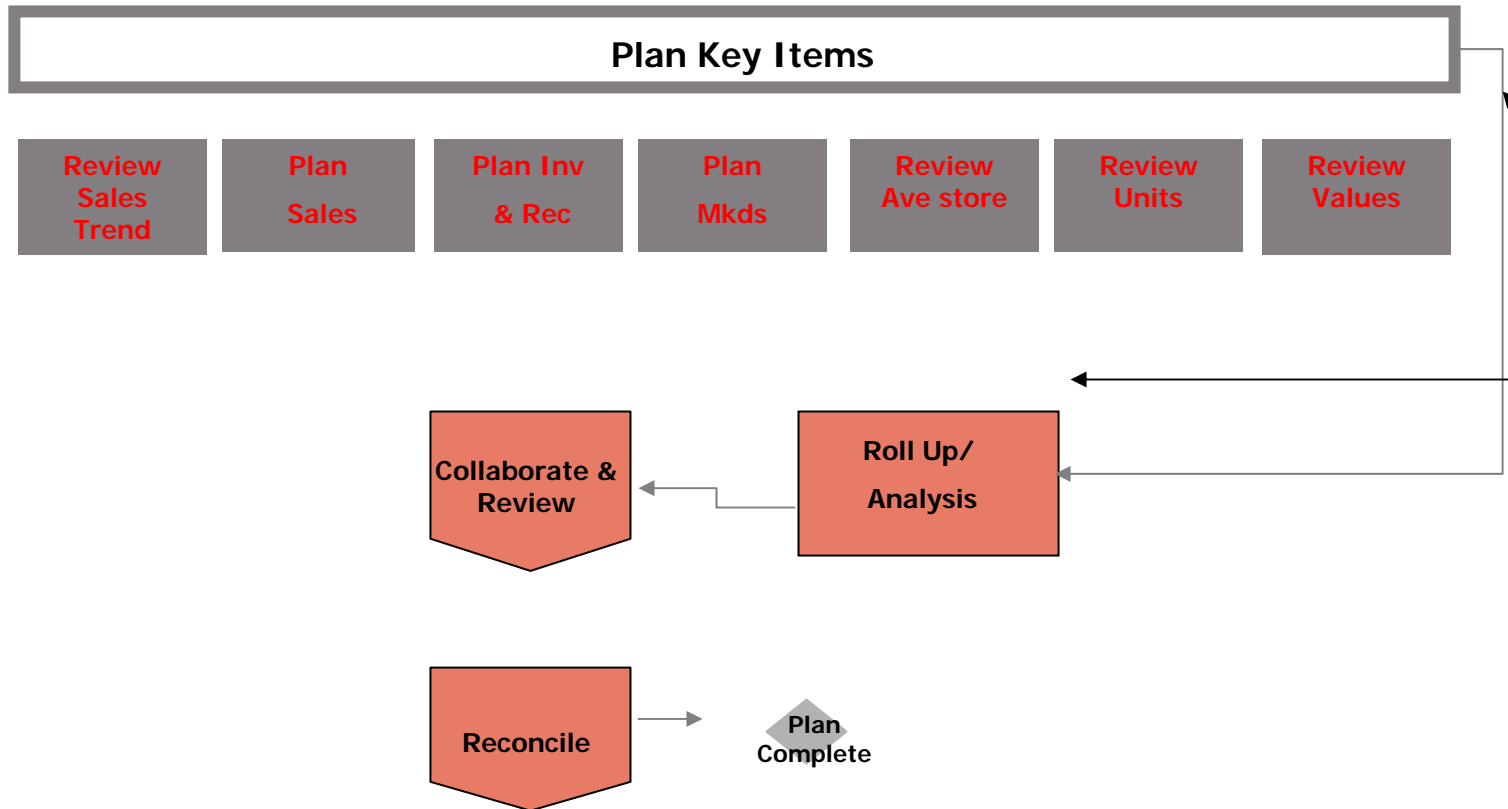 Plan Key Items
Review
Sales
Trend
Plan
Sales
Plan Inv
& Rec
Plan
Mkds
Review
Ave store
Review
Units
Review
Values
Collaborate &
Review
Roll Up/
Analysis
Reconcile
Plan
Complete